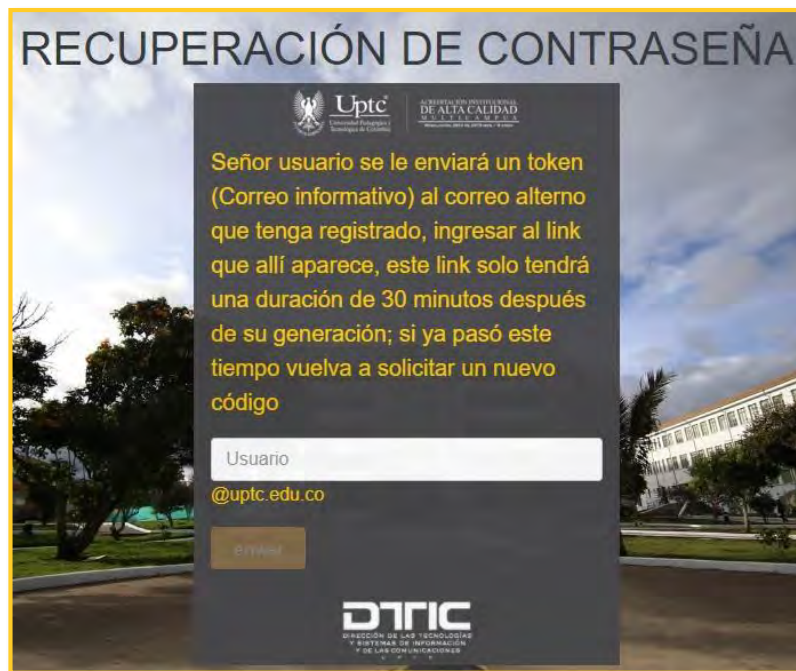 RECUPERACIÓN DE CONTRASEÑA
Uptc
Universidad Pedagógica y
Tecnológica de Colombia
ACREDITACIÓN INSTITUCIONAL
DE ALTA CALIDAD
MULTICAMPUS
Señor usuario se le enviará un token
(Correo informativo) al correo alterno
que tenga registrado, ingresar al link
que allí aparece, este link solo tendrá
una duración de 30 minutos después
de su generación; si ya pasó este
tiempo vuelva a solicitar un nuevo
código
Usuario
@uptc.edu.co
enviar
DTIC
DIRECCIÓN DE LAS TECNOLOGÍAS
Y SISTEMAS DE INFORMACIÓN
Y DE LAS COMUNICACIONES
U P T C